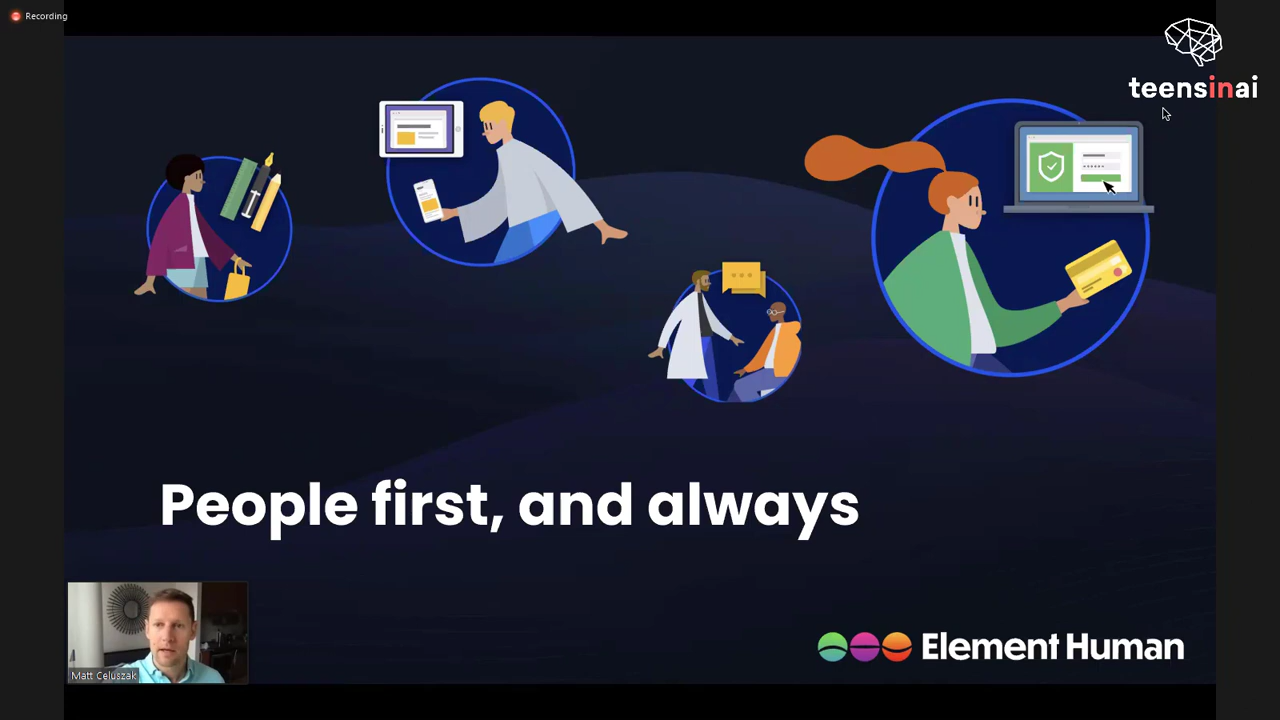 Recording
teensinai
People first, and always
Matt Celuszak
Element Human